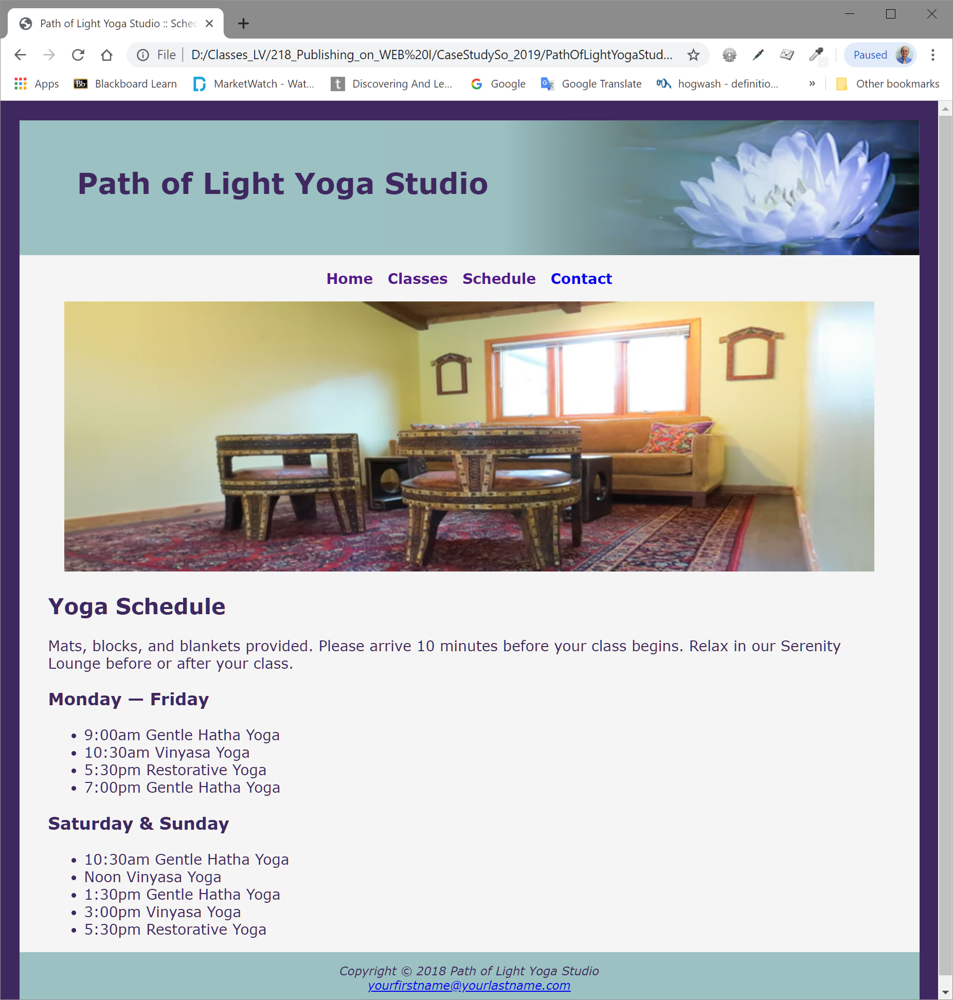 Path of Light Yoga Studio :: Sched
File
D:/Classes_LV/218_Publishing_on_WEB%20I/CaseStudySo_2019/PathOfLightYogaStud...
Paused
Apps
Bb
Blackboard Learn
MarketWatch - Wat...
t
Discovering And Le...
Google
Google Translate
hogwash - definitio...
»
Other bookmarks
Path of Light Yoga Studio
Home Classes Schedule Contact
Yoga Schedule
Mats, blocks, and blankets provided. Please arrive 10 minutes before your class begins. Relax in our Serenity
Lounge before or after your class.
Monday — Friday
• 9:00am Gentle Hatha Yoga
• 10:30am Vinyasa Yoga
• 5:30pm Restorative Yoga
• 7:00pm Gentle Hatha Yoga
Saturday & Sunday
• 10:30am Gentle Hatha Yoga
• Noon Vinyasa Yoga
• 1:30pm Gentle Hatha Yoga
• 3:00pm Vinyasa Yoga
• 5:30pm Restorative Yoga
Copyright © 2018 Path of Light Yoga Studio
yourfirstname@yourlastname.com